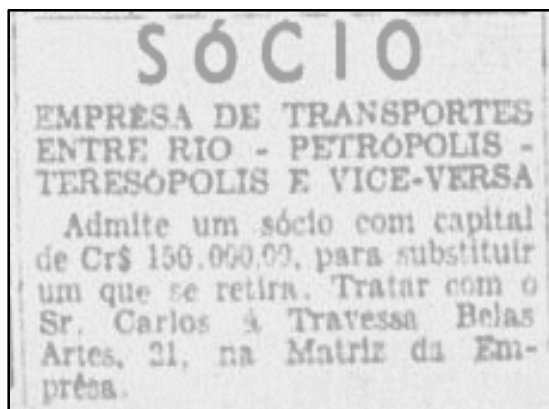 SÓCIO
EMPRÊSA DE TRANSPORTES
ENTRE RIO - PETRÓPOLIS -
TERESÓPOLIS E VICE-VERSA
Admite um sócio com capital
de Cr$ 150.000,00, para substituir
um que se retira. Tratar com o
Sr. Carlos à Travessa Belas
Artes, 21, na Matriz da Em-
prêsa.